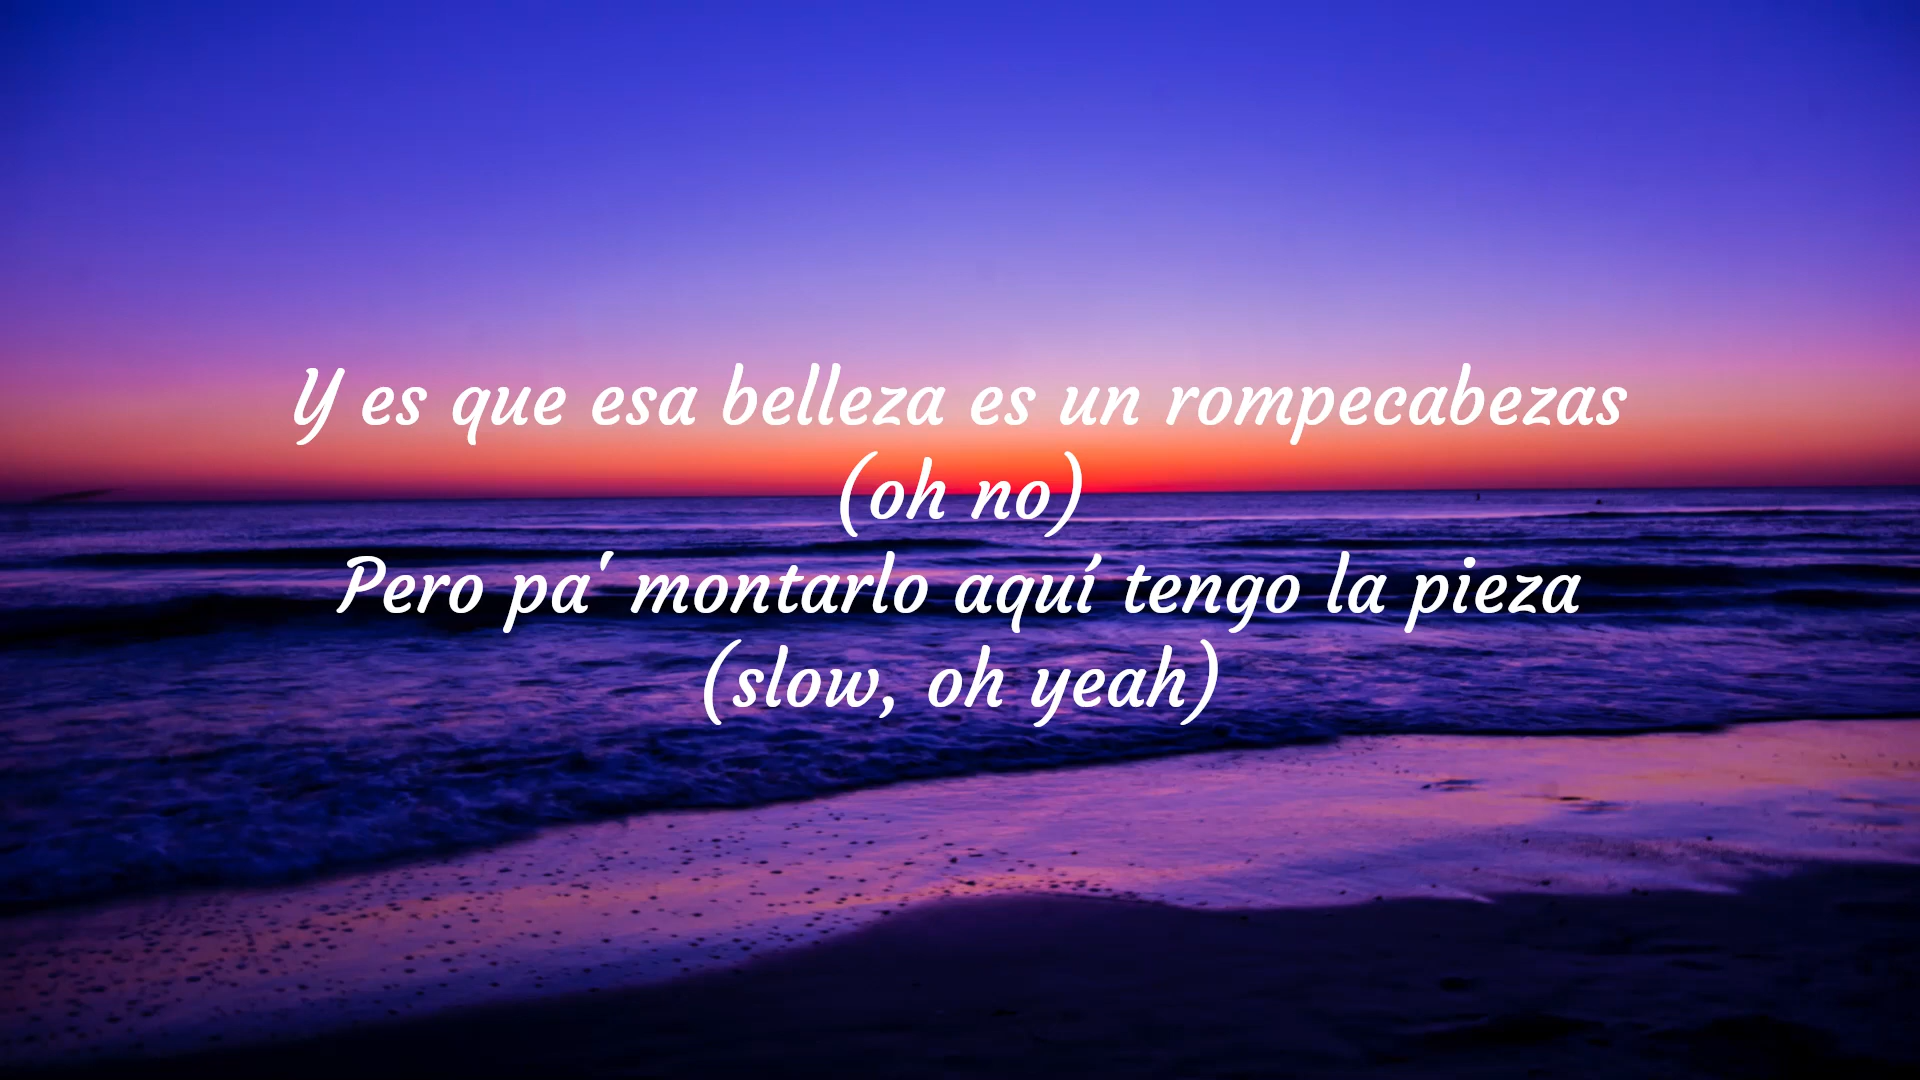 Y es que esa belleza es un rompecabezas
(oh no)
Pero pa' montarlo aquí tengo la pieza
(slow, oh yeah)